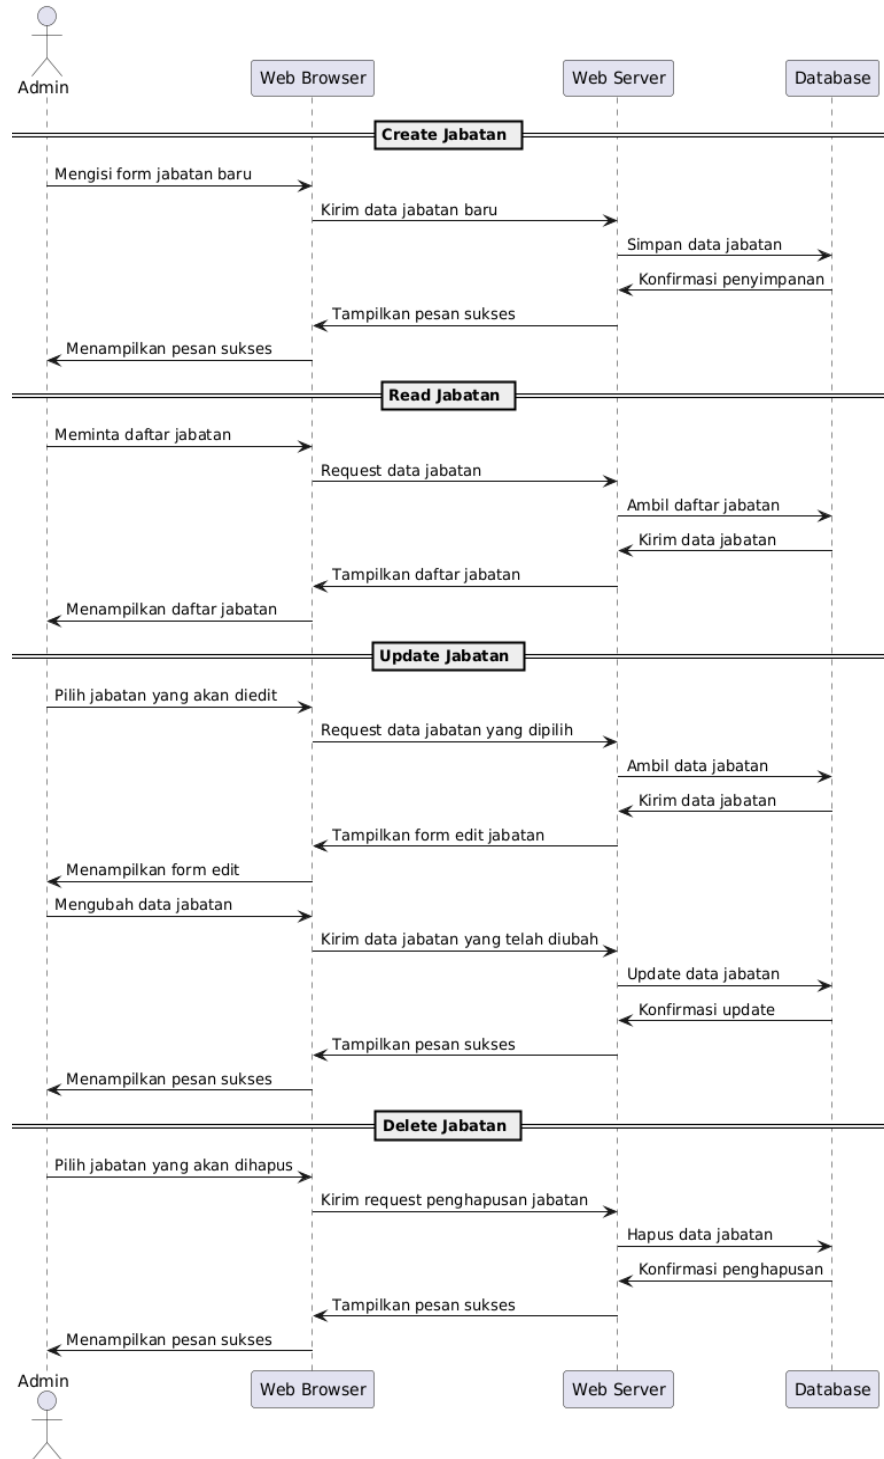 Admin
Web Browser
Web Server
Database
Create Jabatan
Mengisi form jabatan baru
Kirim data jabatan baru
Simpan data jabatan
Konfirmasi penyimpanan
Tampilkan pesan sukses
Menampilkan pesan sukses
Read Jabatan
Meminta daftar jabatan
Request data jabatan
Ambil daftar jabatan
Kirim data jabatan
Tampilkan daftar jabatan
Menampilkan daftar jabatan
Update Jabatan
Pilih jabatan yang akan diedit
Request data jabatan yang dipilih
Ambil data jabatan
Kirim data jabatan
Tampilkan form edit jabatan
Menampilkan form edit
Mengubah data jabatan
Kirim data jabatan yang telah diubah
Update data jabatan
Konfirmasi update
Tampilkan pesan sukses
Menampilkan pesan sukses
Delete Jabatan
Pilih jabatan yang akan dihapus
Kirim request penghapusan jabatan
Hapus data jabatan
Konfirmasi penghapusan
Tampilkan pesan sukses
Menampilkan pesan sukses
Admin
Web Browser
Web Server
Database